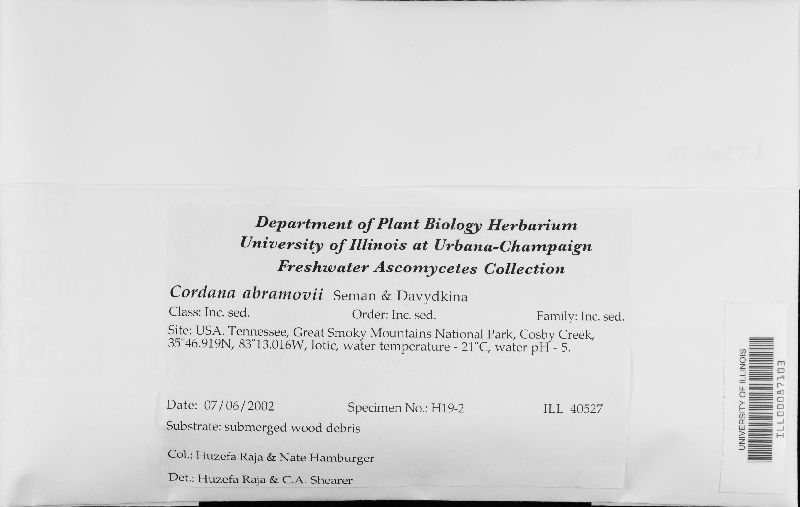 Department of Plant Biology Herbarium
University of Illinois at Urbana-Champaign
Freshwater Ascomycetes Collection
Cordana abramovii Seman & Davydkina
Class: Inc. sed. Order: Inc. sed. Family: Inc. sed.
Site: USA. Tennessee, Great Smoky Mountains National Park, Cosby Creek,
35°46.919N, 83°13.016W, lotic, water temperature - 21°C, water pH - 5.
Date: 07/06/2002 Specimen No.: H19-2 ILL 40527
Substrate: submerged wood debris
Col.: Huzefa Raja & Nate Hamburger
Det.: Huzefa Raja & C.A. Shearer
UNIVERSITY OF ILLINOIS
ILL00087103